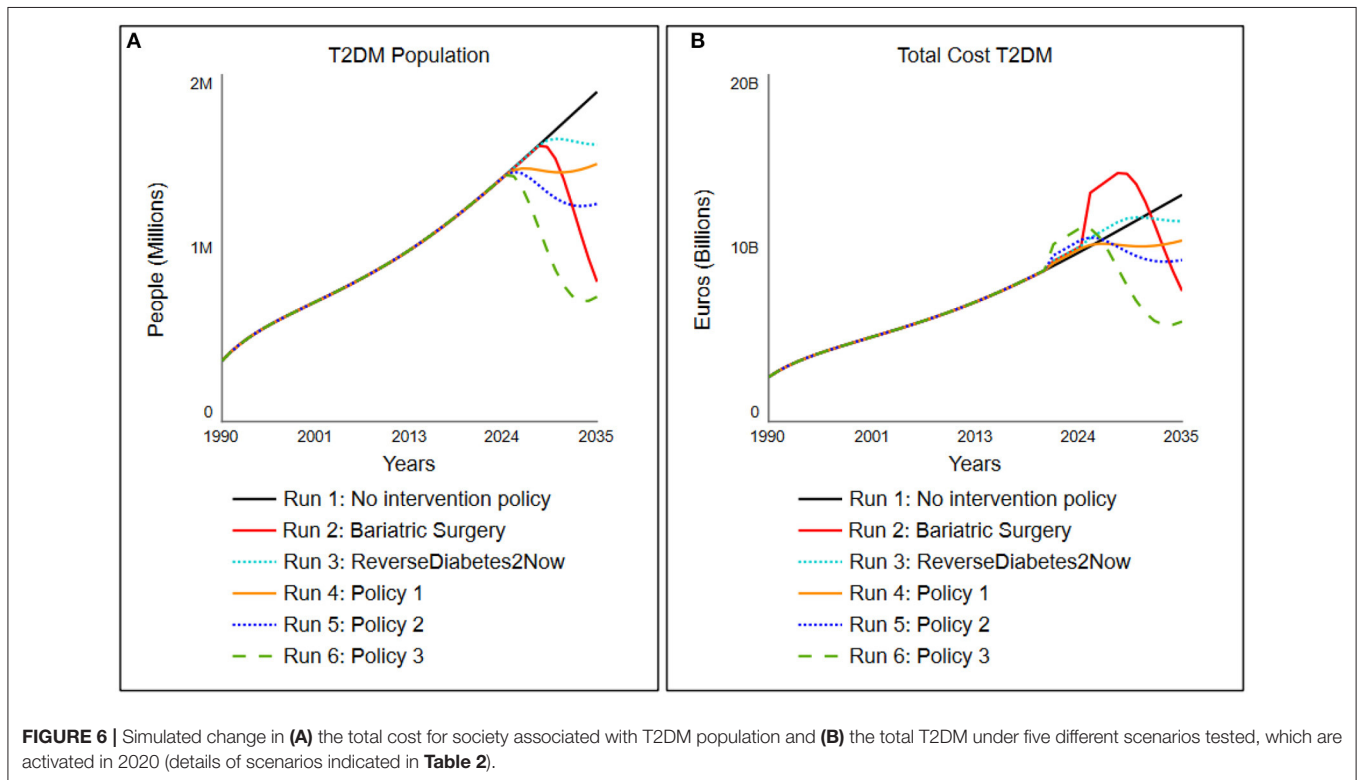 A
T2DM Population
2M
1M
0
People (Millions)
1990 2001 2013 2024 2035
Years
Run 1: No intervention policy
Run 2: Bariatric Surgery
Run 3: ReverseDiabetes2Now
Run 4: Policy 1
Run 5: Policy 2
Run 6: Policy 3
B
Total Cost T2DM
20B
10B
0
Euros (Billions)
1990 2001 2013 2024 2035
Years
Run 1: No intervention policy
Run 2: Bariatric Surgery
Run 3: ReverseDiabetes2Now
Run 4: Policy 1
Run 5: Policy 2
Run 6: Policy 3
FIGURE 6 | Simulated change in (A) the total cost for society associated with T2DM population and (B) the total T2DM under five different scenarios tested, which are
activated in 2020 (details of scenarios indicated in Table 2).